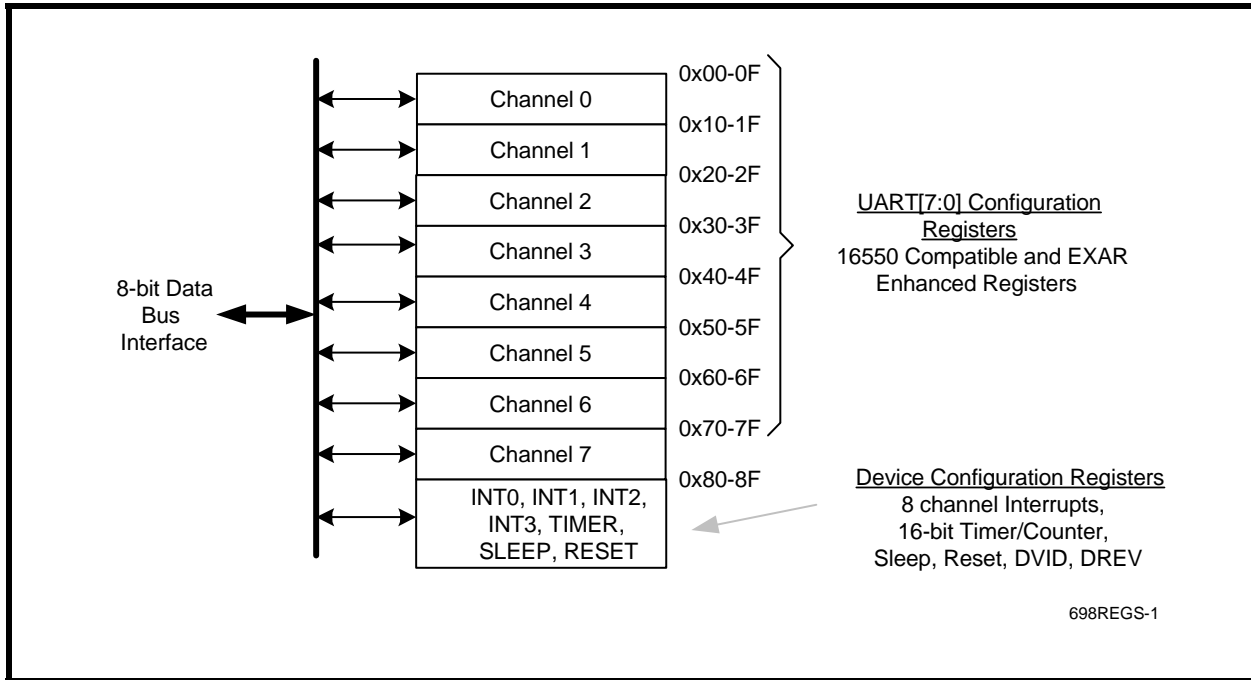 8-bit Data
Bus
Interface
0x00-0F
Channel 0
0x10-1F
Channel 1
0x20-2F
Channel 2
0x30-3F
Channel 3
0x40-4F
Channel 4
0x50-5F
Channel 5
0x60-6F
Channel 6
0x70-7F
Channel 7
0x80-8F
INT0, INT1, INT2,
INT3, TIMER,
SLEEP, RESET
UART[7:0] Configuration
Registers
16550 Compatible and EXAR
Enhanced Registers
Device Configuration Registers
8 channel Interrupts,
16-bit Timer/Counter,
Sleep, Reset, DVID, DREV
698REGS-1